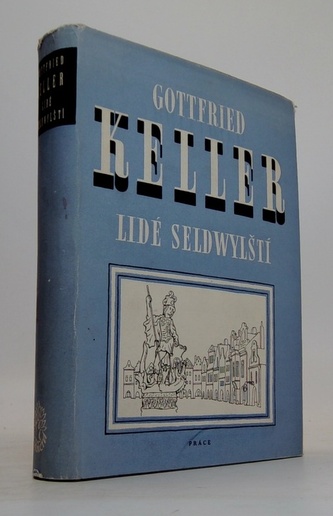 GOTTFRIED
KELLER
LIDÉ SELDWYLŠTÍ
PRÁCE